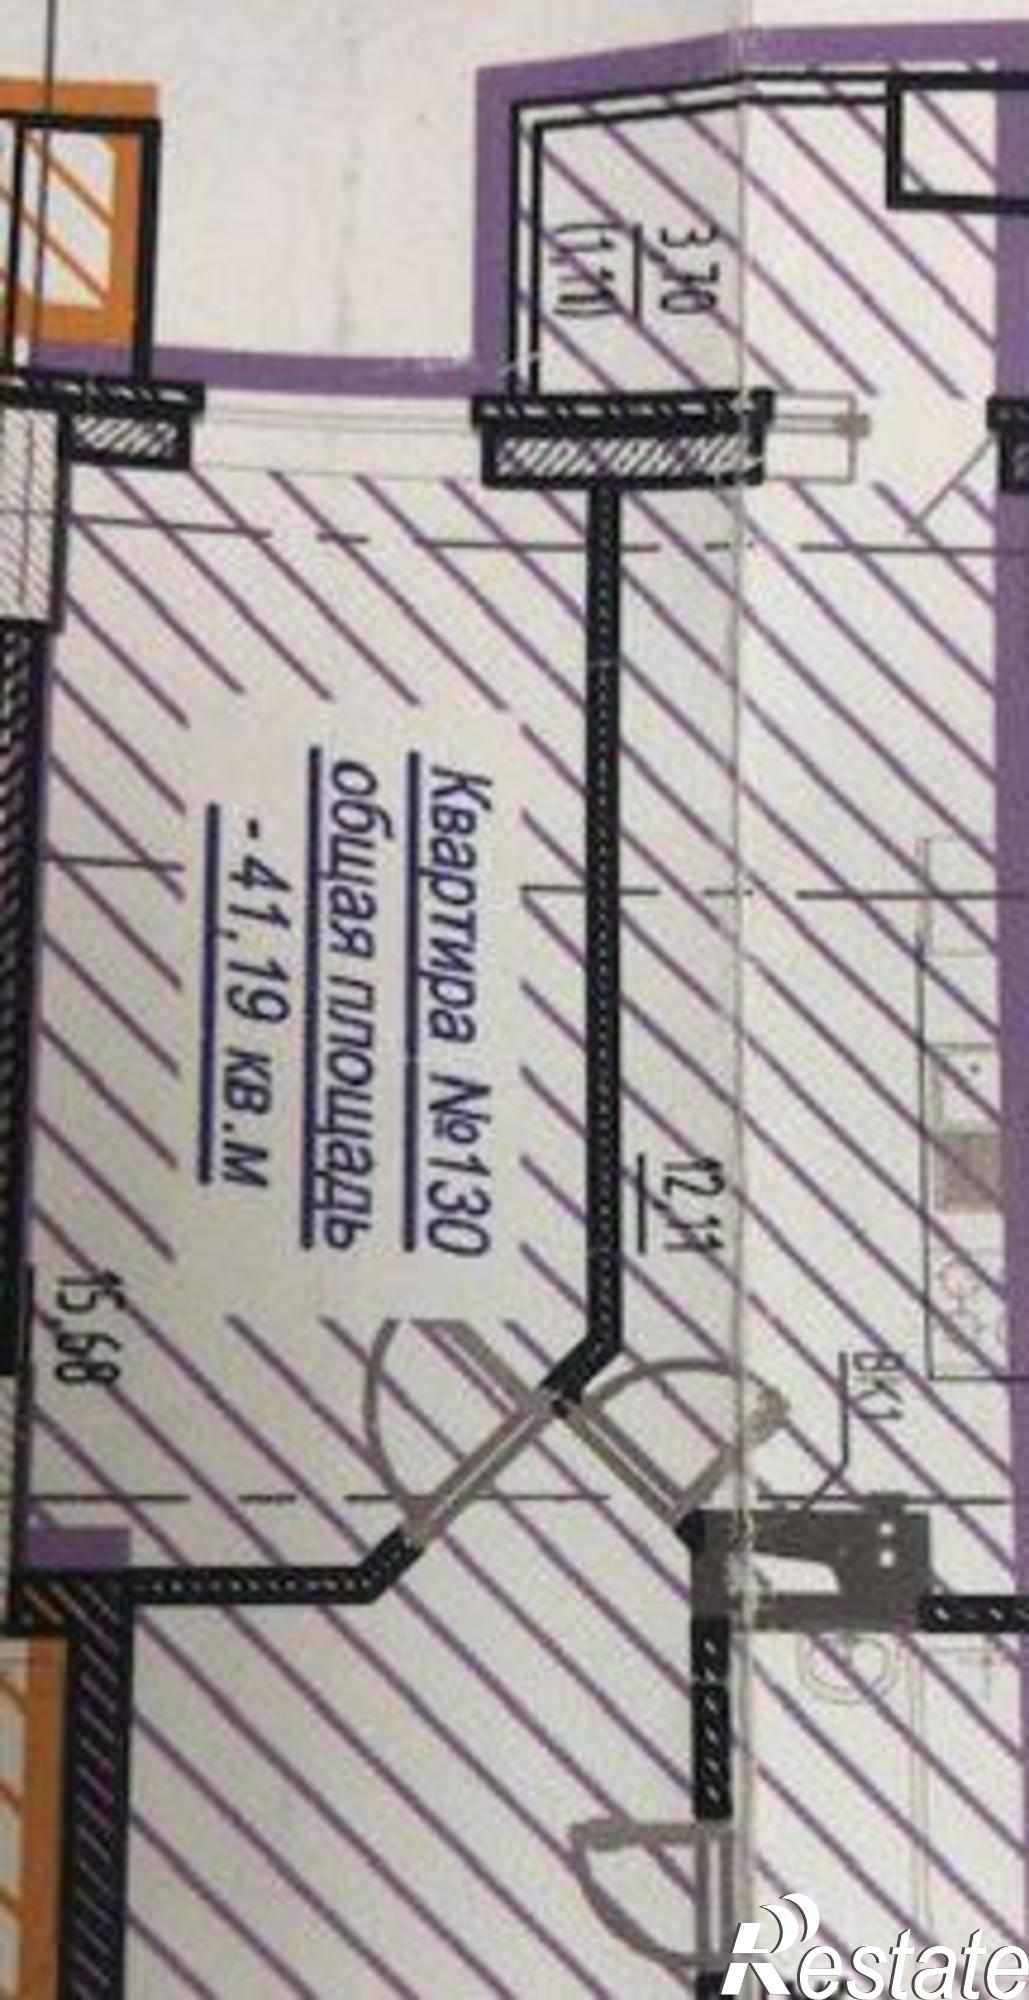 3,70
(1,11)
Квартира №130
общая площадь
- 41,19 кв.м
12,11
15,68
ВК1
Restate